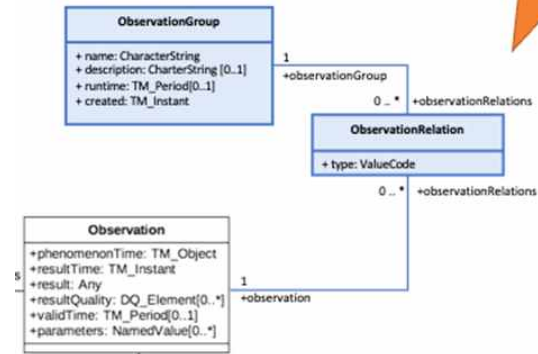 ObservationGroup
+ name: CharacterString
+ description: CharterString [0..1]
+ runtime: TM_Period[0..1]
+ created: TM_Instant
1
+observationGroup
0 .. *
+observationRelations
ObservationRelation
+ type: ValueCode
0 .. *
+observationRelations
Observation
+phenomenonTime: TM_Object
+resultTime: TM_Instant
+result: Any
+resultQuality: DQ_Element[0..*]
+validTime: TM_Period[0..1]
+parameters: NamedValue[0..*]
s
1
+observation